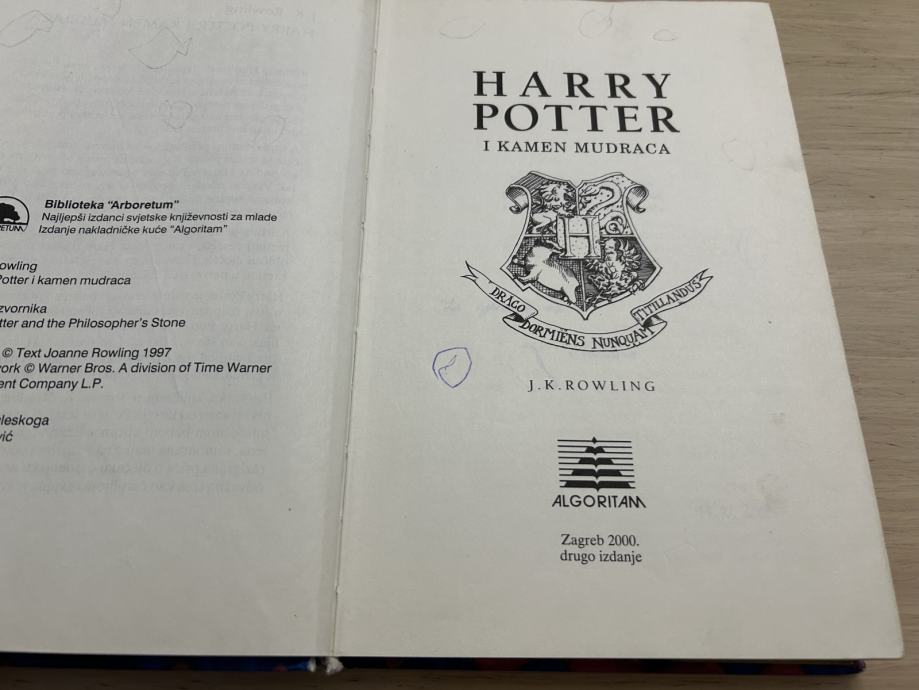 Biblioteka "Arboretum"
Najljepši izdanci svjetske književnosti za mlade
Izdanje nakladničke kuće "Algoritam"
owling
Potter i kamen mudraca
zvornika
tter and the Philosopher's Stone
© Text Joanne Rowling 1997
work © Warner Bros. A division of Time Warner
ent Company L.P.
gleskoga
vić
HARRY
POTTER
I KAMEN MUDRACA
H
DRACO DORMIENS NUNQUAM TITILLANDUS
J.K.ROWLING
ALGORITAM
Zagreb 2000.
drugo izdanje